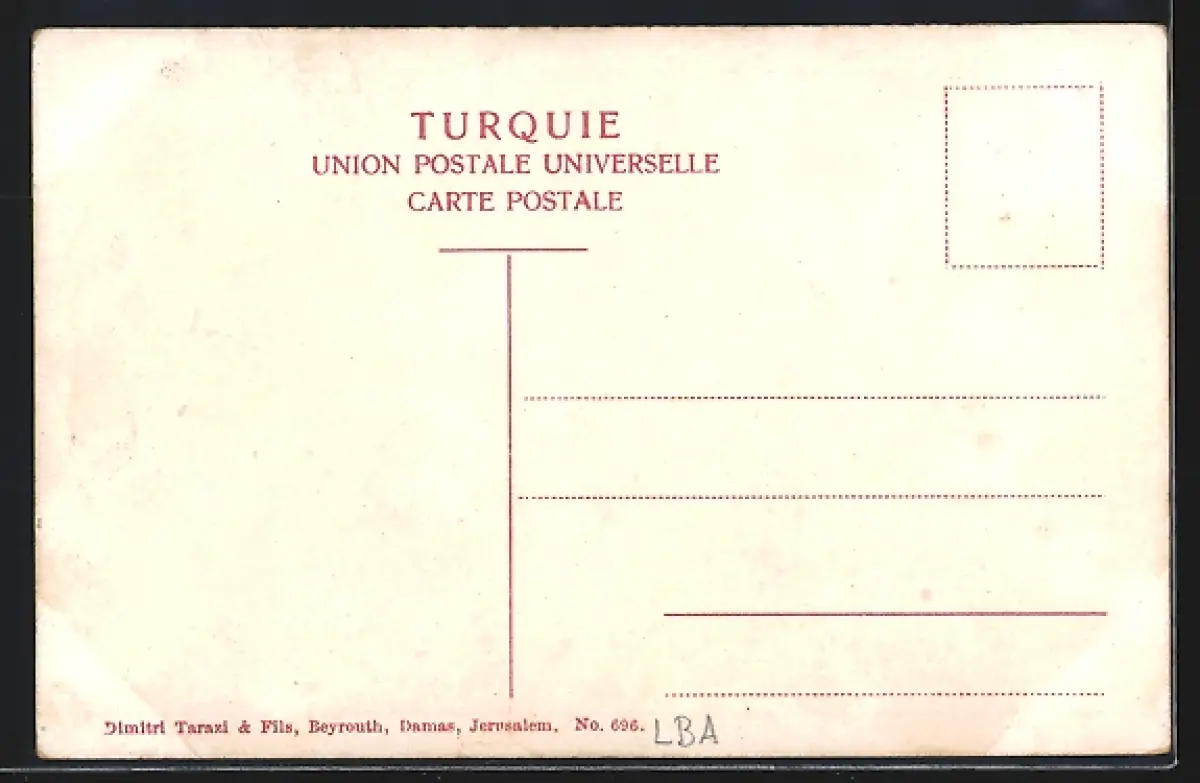 TURQUIE
UNION POSTALE UNIVERSELLE
CARTE POSTALE
Dimitri Tarazi & Fils, Beyrouth, Damas, Jerusalem. No. 696. LBA